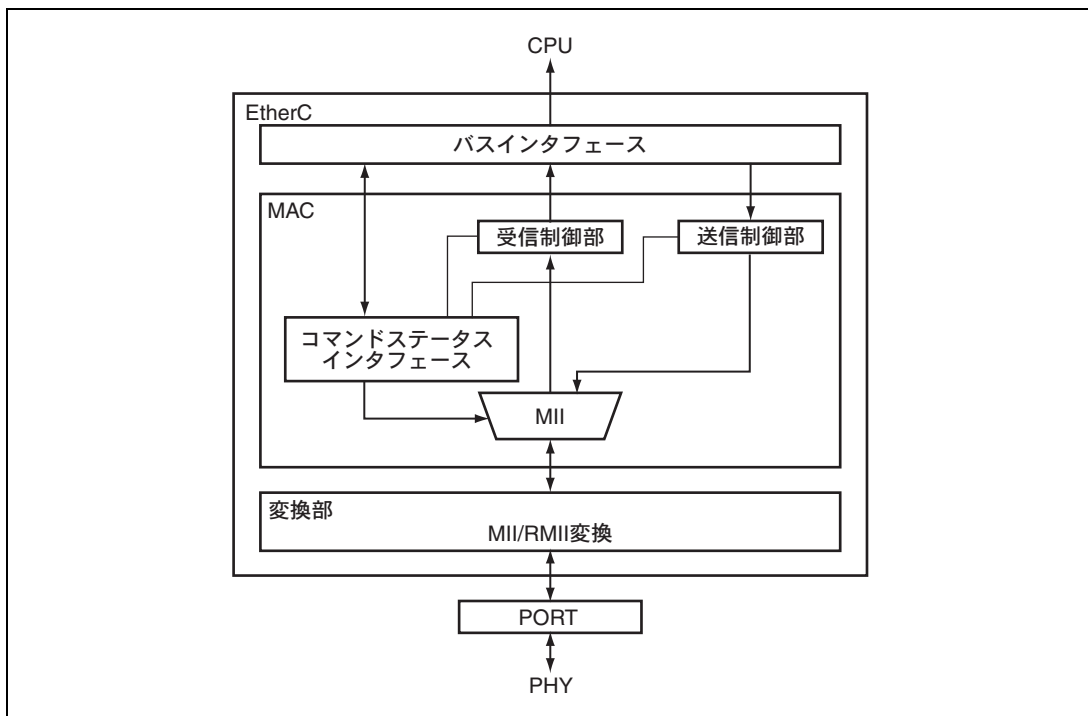 CPU
EtherC
バスインタフェース
MAC
受信制御部
送信制御部
コマンドステータス
インタフェース
MII
変換部
MII/RMII変換
PORT
PHY